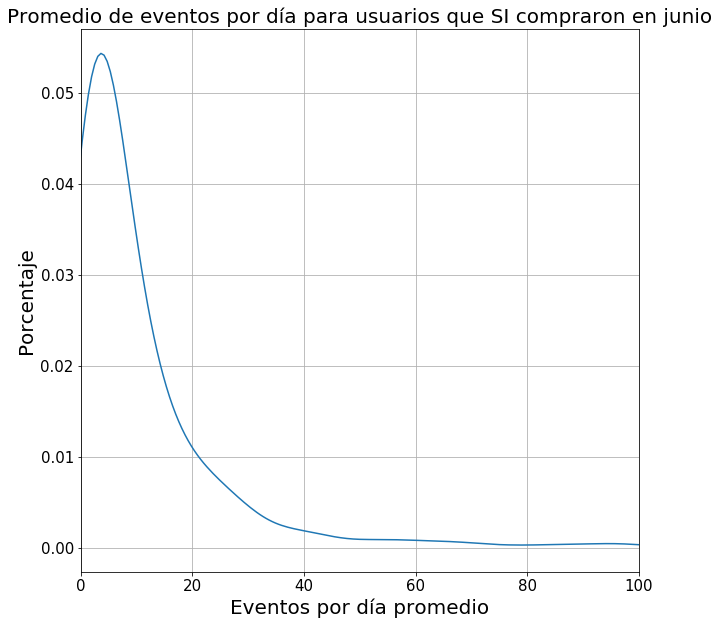 Promedio de eventos por día para usuarios que SI compraron en junio
0.05
0.04
0.03
0.02
0.01
0.00
Porcentaje
0 20 40 60 80 100
Eventos por día promedio